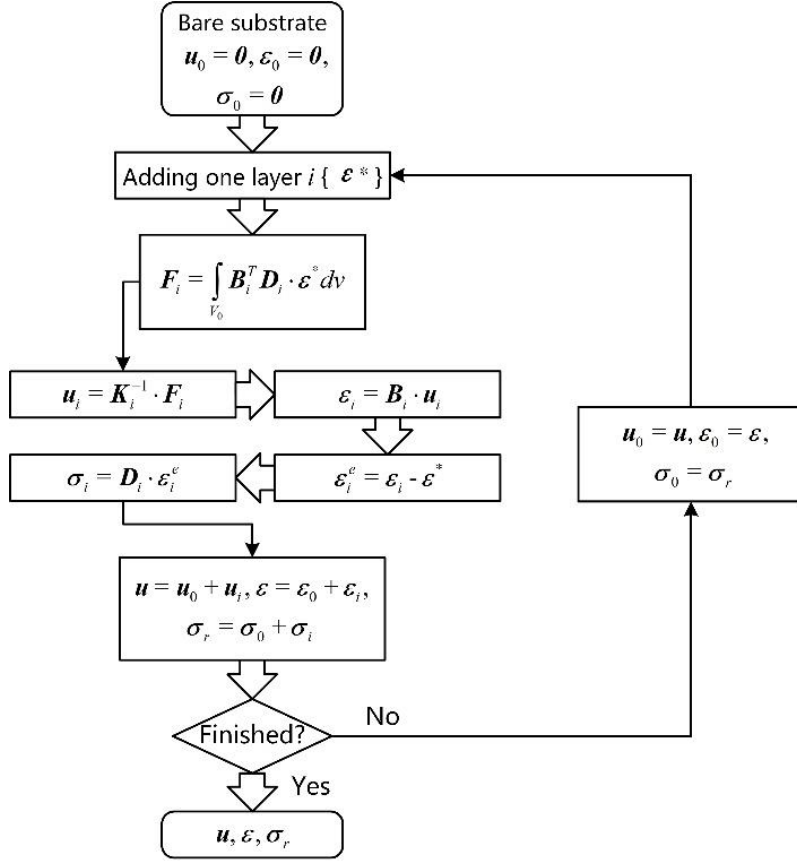 Bare substrate
u₀ = 0, ε₀ = 0,
σ₀ = 0
Adding one layer i { ε* }
Fᵢ = ∫_{V₀} Bᵢᵀ Dᵢ · ε* dv
uᵢ = Kᵢ⁻¹ · Fᵢ
εᵢ = Bᵢ · uᵢ
σᵢ = Dᵢ · εᵢᵉ
εᵢᵉ = εᵢ - ε*
u₀ = u, ε₀ = ε,
σ₀ = σᵣ
u = u₀ + uᵢ, ε = ε₀ + εᵢ,
σᵣ = σ₀ + σᵢ
Finished?
No
Yes
u, ε, σᵣ